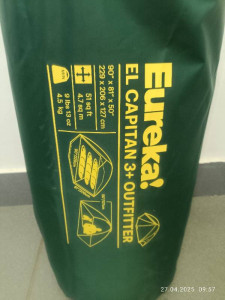 Eureka!
EL CAPITAN 3+ OUTFITTER
90" x 81" x 50"
229 x 206 x 127 cm
51 sq ft
4.7 sq m
9 lbs 13 oz
4.5 kg
27.04.2025 09:57